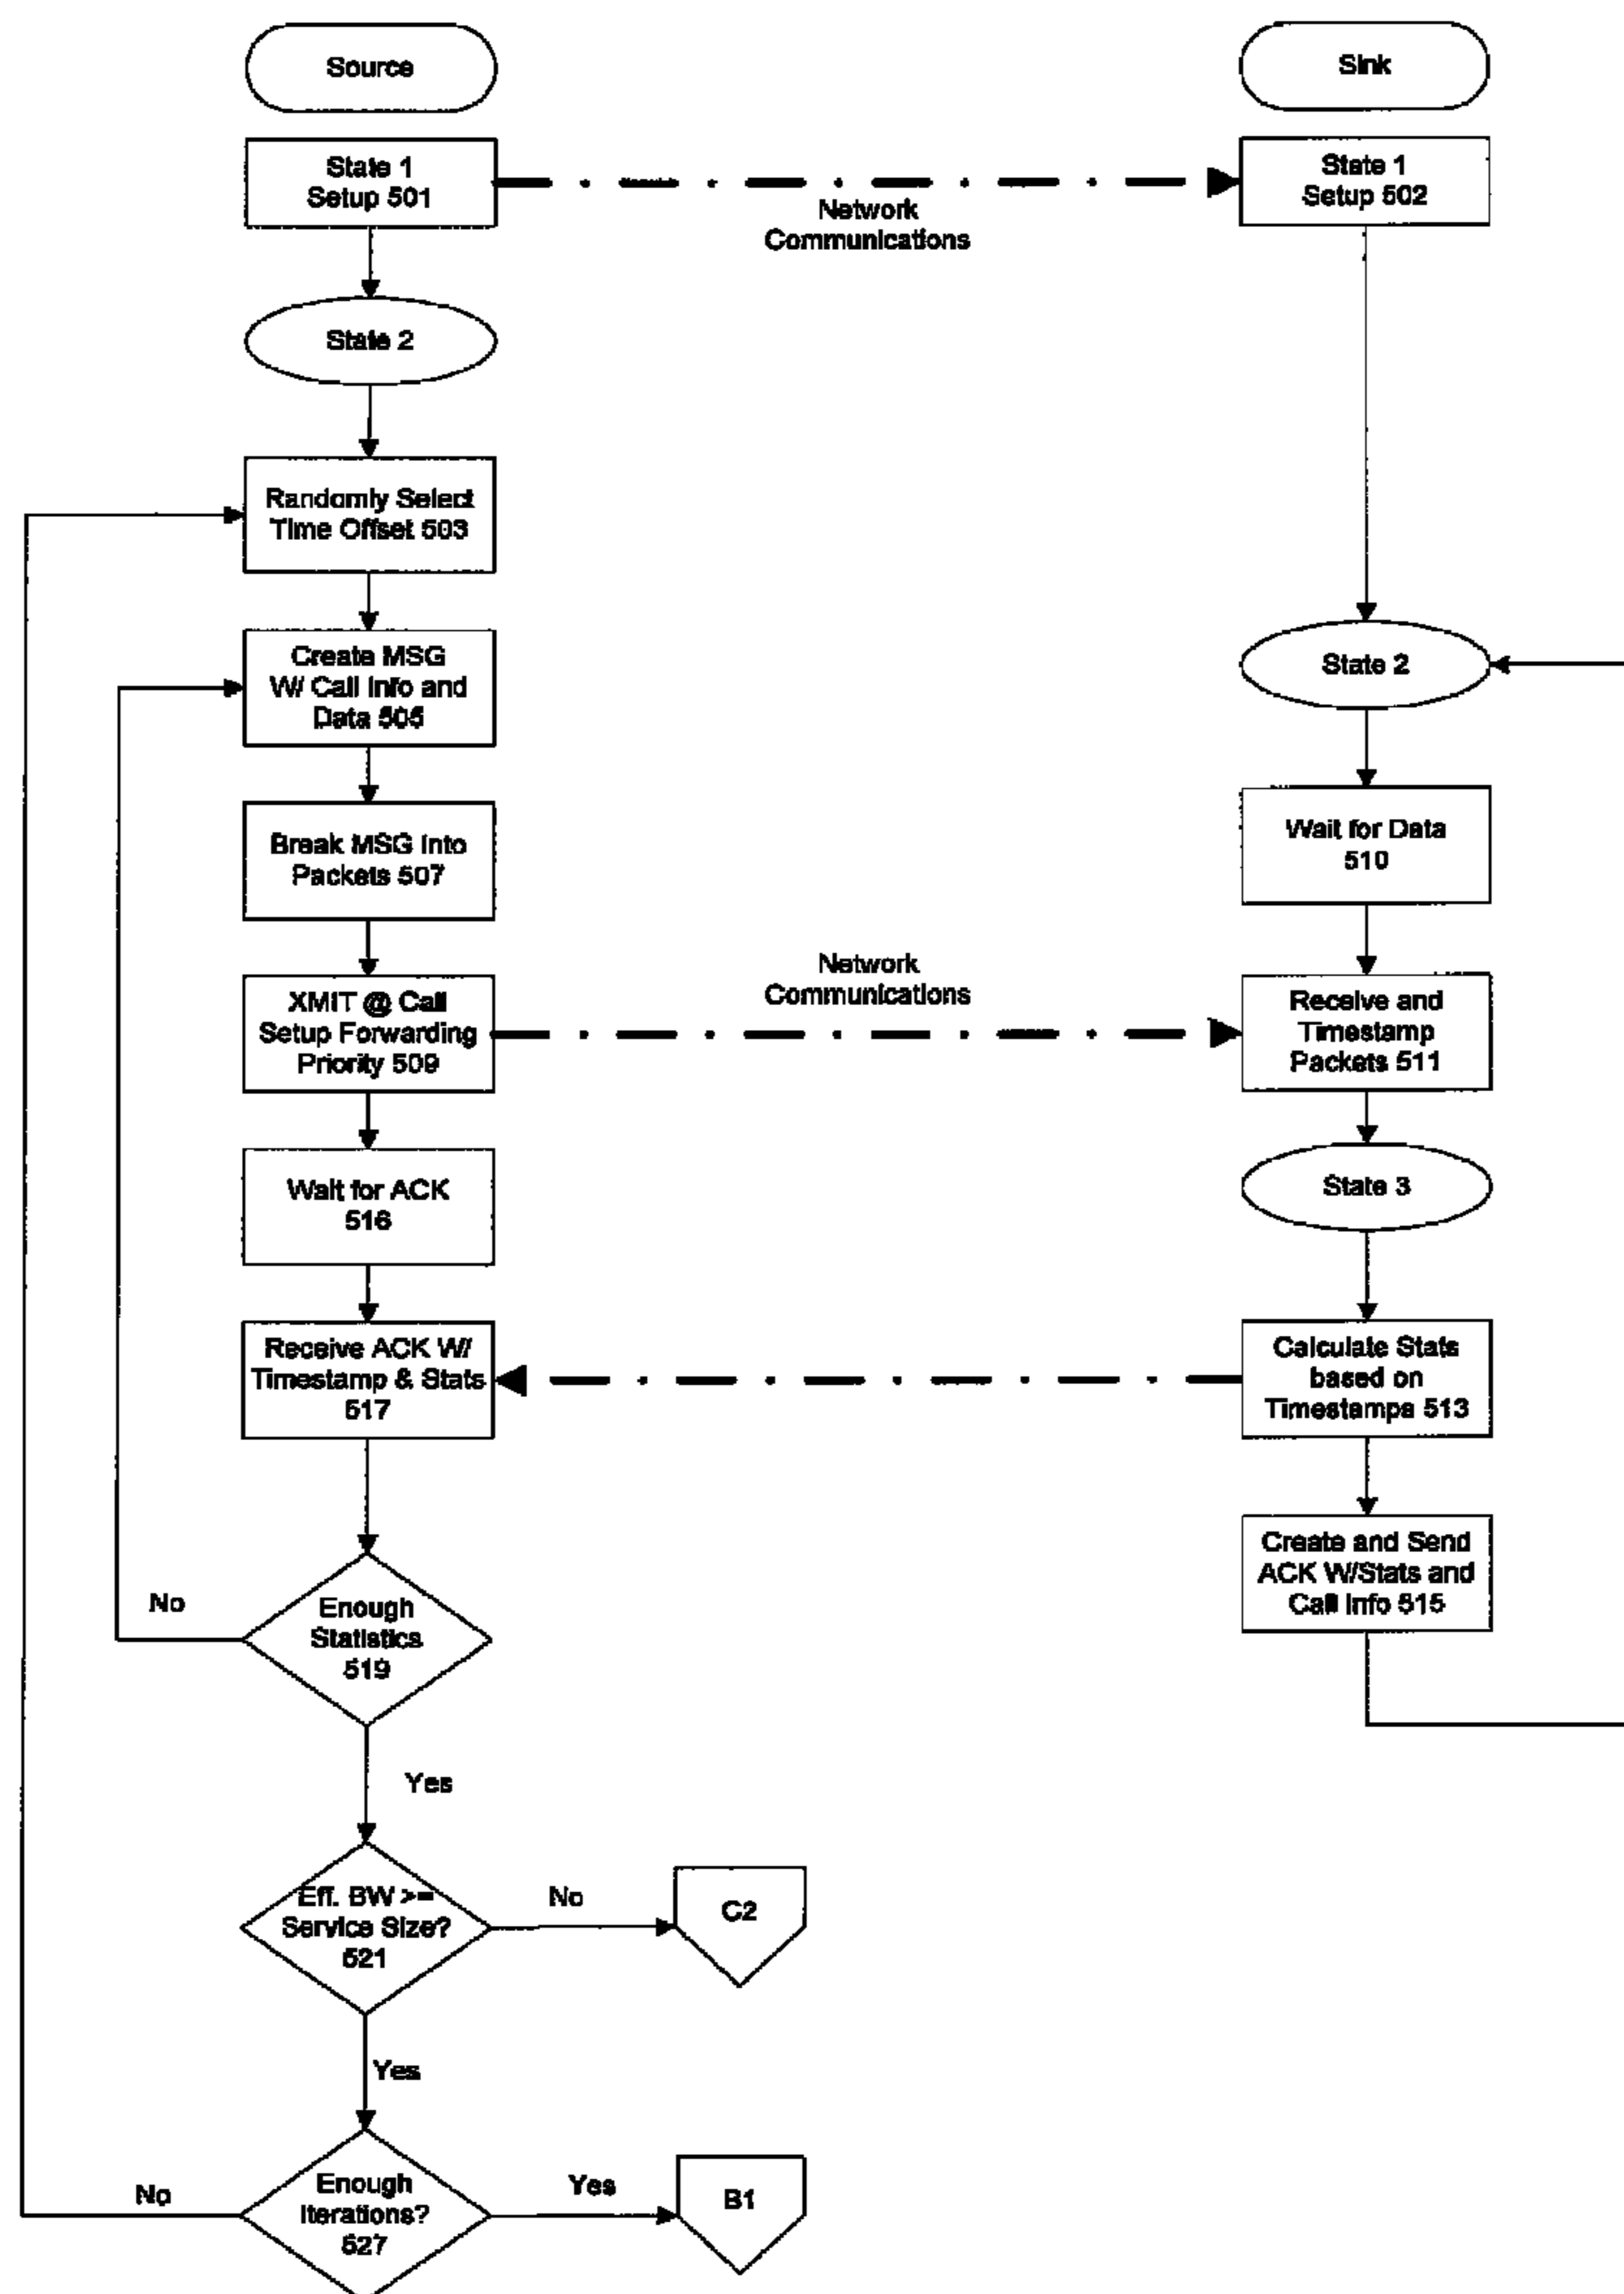 Source
Sink
State 1
Setup 501
State 1
Setup 502
Network
Communications
State 2
Randomly Select
Time Offset 503
Create MSG
W/ Call Info and
Data 505
State 2
Break MSG Into
Packets 507
Wait for Data
510
Network
Communications
XMIT @ Call
Setup Forwarding
Priority 509
Receive and
Timestamp
Packets 511
Wait for ACK
516
State 3
Receive ACK W/
Timestamp & Stats
517
Calculate Stats
based on
Timestamps 513
Create and Send
ACK W/Stats and
Call Info 515
No
Enough
Statistics
519
Yes
Eff. BW >=
Service Size?
521
No
C2
Yes
No
Enough
Iterations?
527
Yes
B1